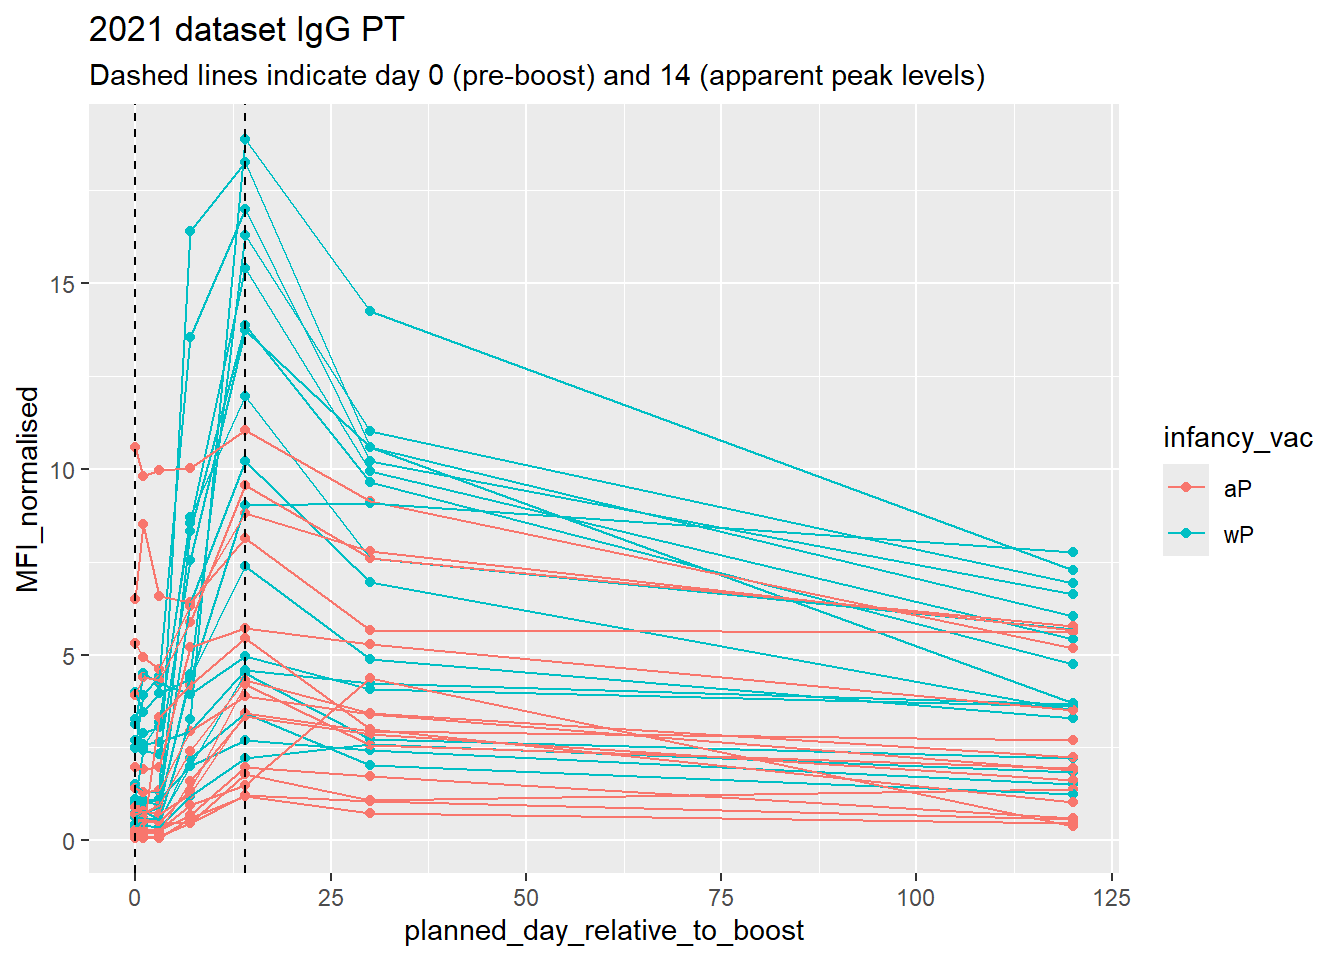 2021 dataset IgG PT
Dashed lines indicate day 0 (pre-boost) and 14 (apparent peak levels)
MFI_normalised
15
10
5
0
0 25 50 75 100 125
planned_day_relative_to_boost
infancy_vac
aP
wP